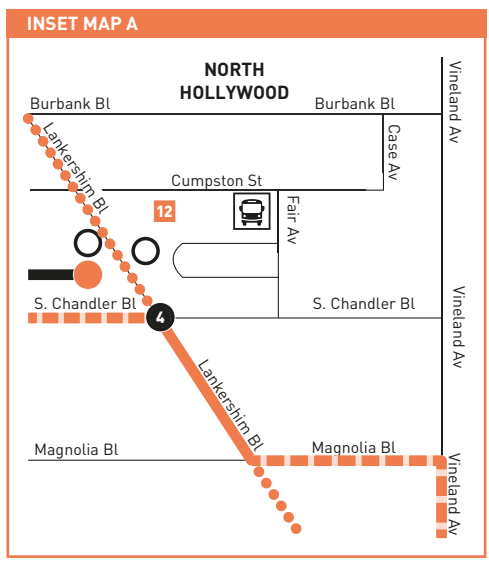 INSET MAP A
NORTH
HOLLYWOOD
Burbank Bl
Burbank Bl
Vineland Av
Lankershim Bl
Case Av
Cumpston St
12
Fair Av
S. Chandler Bl
S. Chandler Bl
Vineland Av
4
Lankershim Bl
Magnolia Bl
Magnolia Bl
Vineland Av